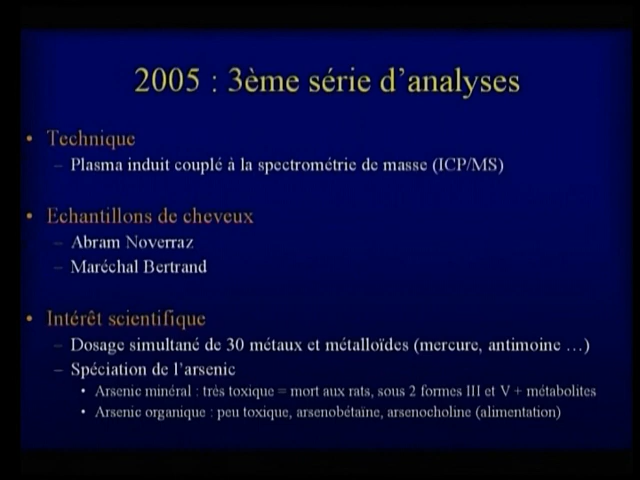 2005 : 3ème série d'analyses
• Technique
– Plasma induit couplé à la spectrométrie de masse (ICP/MS)
• Echantillons de cheveux
– Abram Noverraz
– Maréchal Bertrand
• Intérêt scientifique
– Dosage simultané de 30 métaux et métalloïdes (mercure, antimoine …)
– Spéciation de l'arsenic
• Arsenic minéral : très toxique = mort aux rats, sous 2 formes III et V + métabolites
• Arsenic organique : peu toxique, arsenobétaïne, arsenocholine (alimentation)